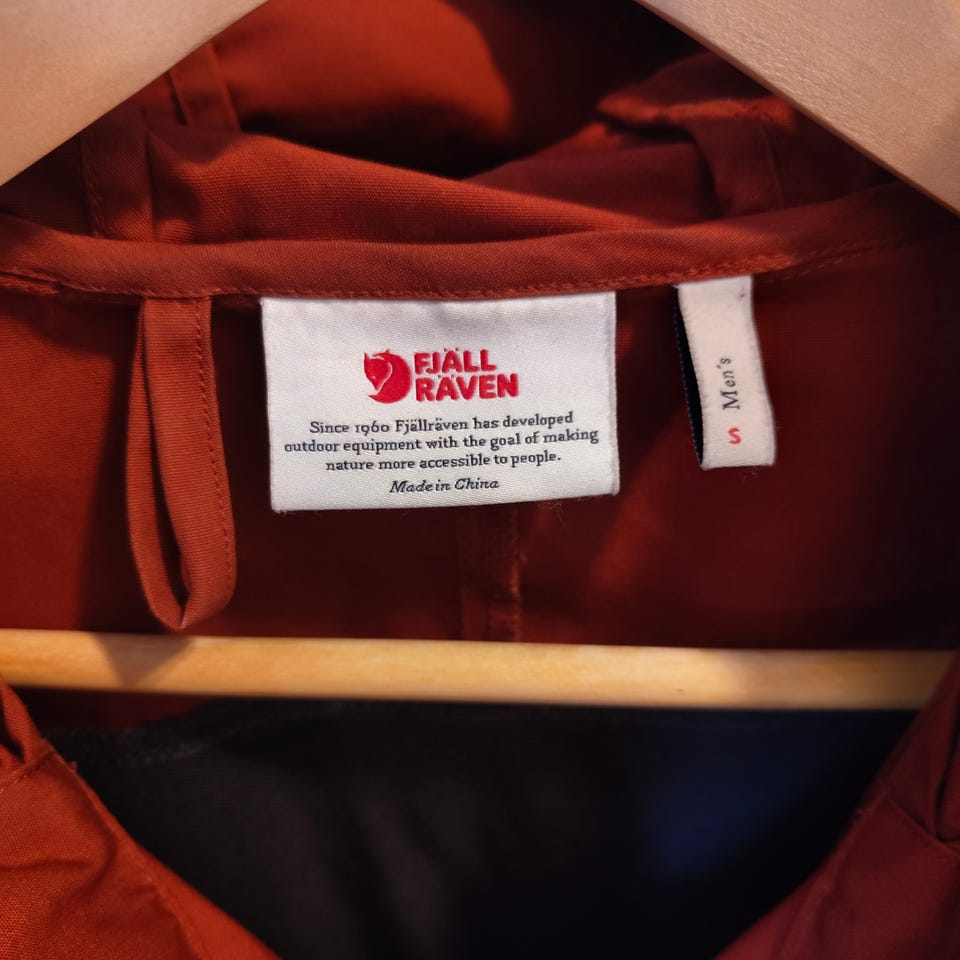 FJÄLL
RÄVEN
Since 1960 Fjällräven has developed
outdoor equipment with the goal of making
nature more accessible to people.
Made in China
Men's
S